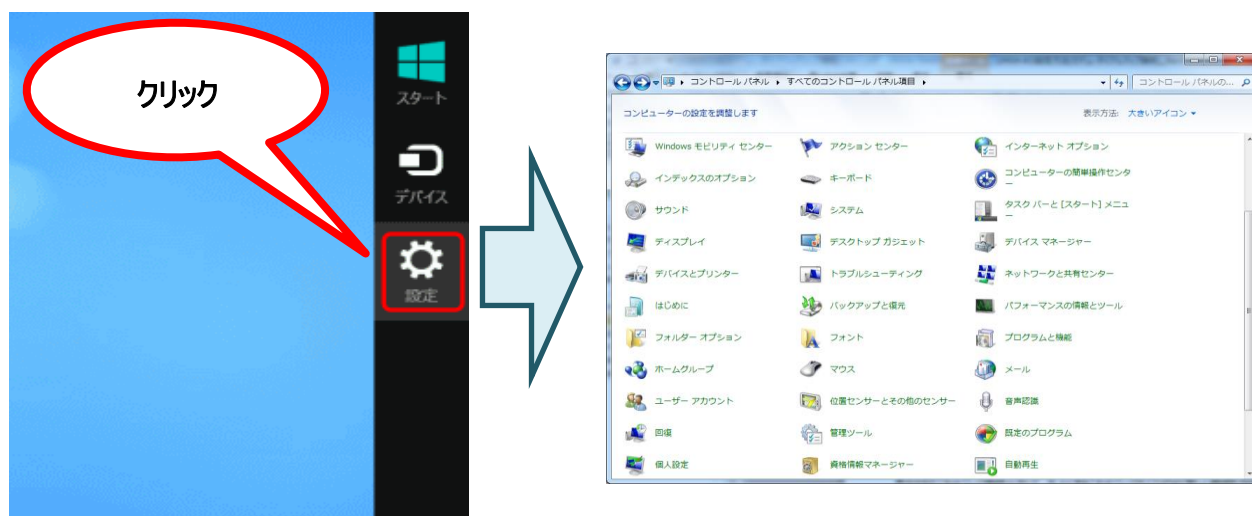 クリック
スタート
デバイス
設定
コントロール パネル
すべてのコントロール パネル項目
コントロール パネルの...
コンピューターの設定を調整します
表示方法: 大きいアイコン
Windows モビリティ センター
アクション センター
インターネット オプション
インデックスのオプション
キーボード
コンピューターの簡単操作センタ
ー
サウンド
システム
タスク バーと [スタート] メニュ
ー
ディスプレイ
デスクトップ ガジェット
デバイス マネージャー
デバイスとプリンター
トラブルシューティング
ネットワークと共有センター
はじめに
バックアップと復元
パフォーマンスの情報とツール
フォルダー オプション
フォント
プログラムと機能
ホームグループ
マウス
メール
ユーザー アカウント
位置センサーとその他のセンサー
音声認識
回復
管理ツール
既定のプログラム
個人設定
資格情報マネージャー
自動再生